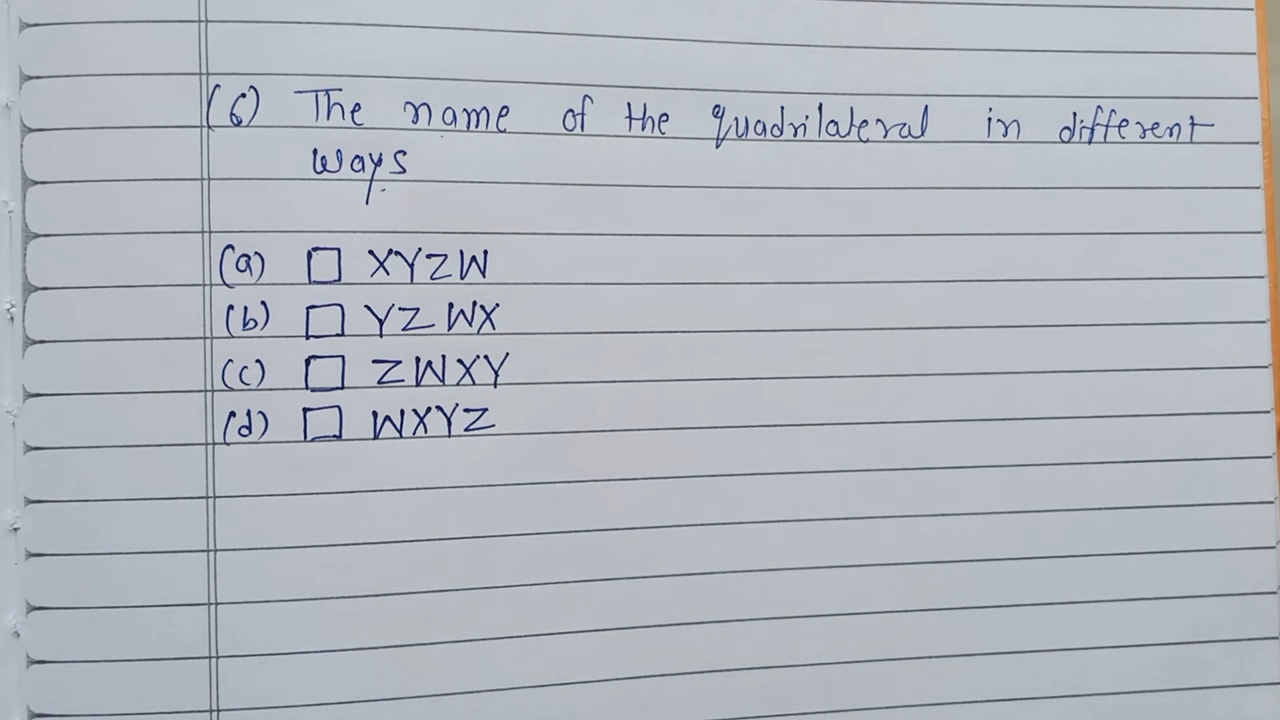 (6) The name of the quadrilateral in different
ways
(a) □ XYZW
(b) □ YZWX
(c) □ ZWXY
(d) □ WXYZ